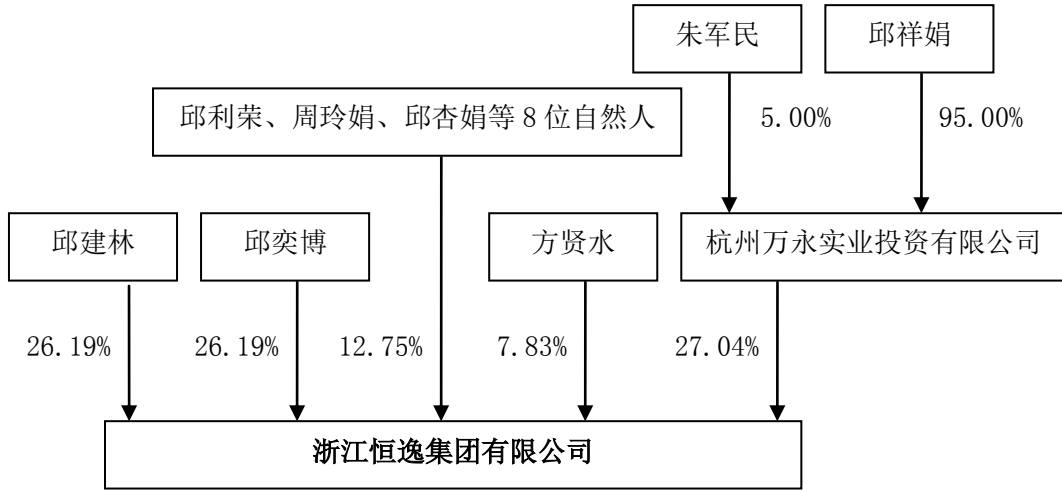 朱军民
邱祥娟
邱利荣、周玲娟、邱杏娟等 8 位自然人
5.00%
95.00%
邱建林
邱奕博
方贤水
杭州万永实业投资有限公司
26.19%
26.19%
12.75%
7.83%
27.04%
浙江恒逸集团有限公司